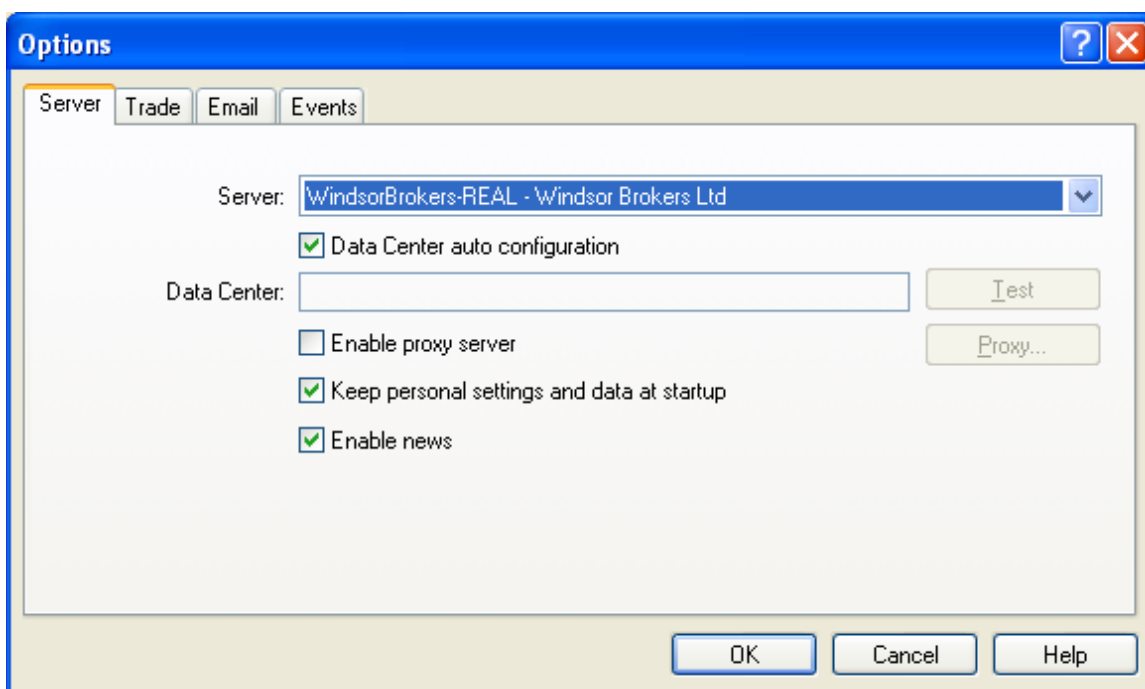 Options
Server Trade Email Events
Server: WindsorBrokers-REAL - Windsor Brokers Ltd
Data Center auto configuration
Data Center: Test
Enable proxy server Proxy...
Keep personal settings and data at startup
Enable news
OK Cancel Help